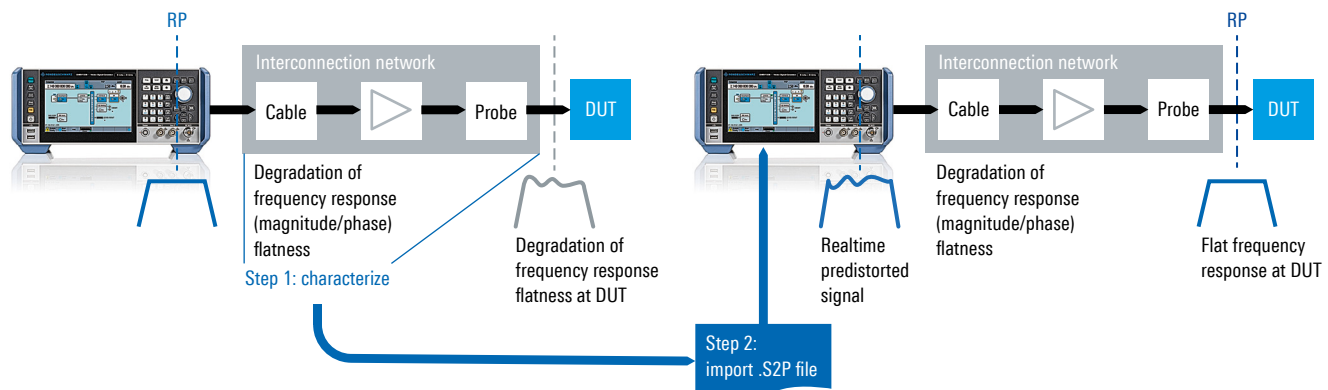 RP
Interconnection network
Cable
Probe
DUT
Degradation of
frequency response
(magnitude/phase)
flatness
Step 1: characterize
Degradation of
frequency response
flatness at DUT
RP
Interconnection network
Cable
Probe
DUT
Realtime
predistorted
signal
Degradation of
frequency response
(magnitude/phase)
flatness
Flat frequency
response at DUT
Step 2:
import .S2P file